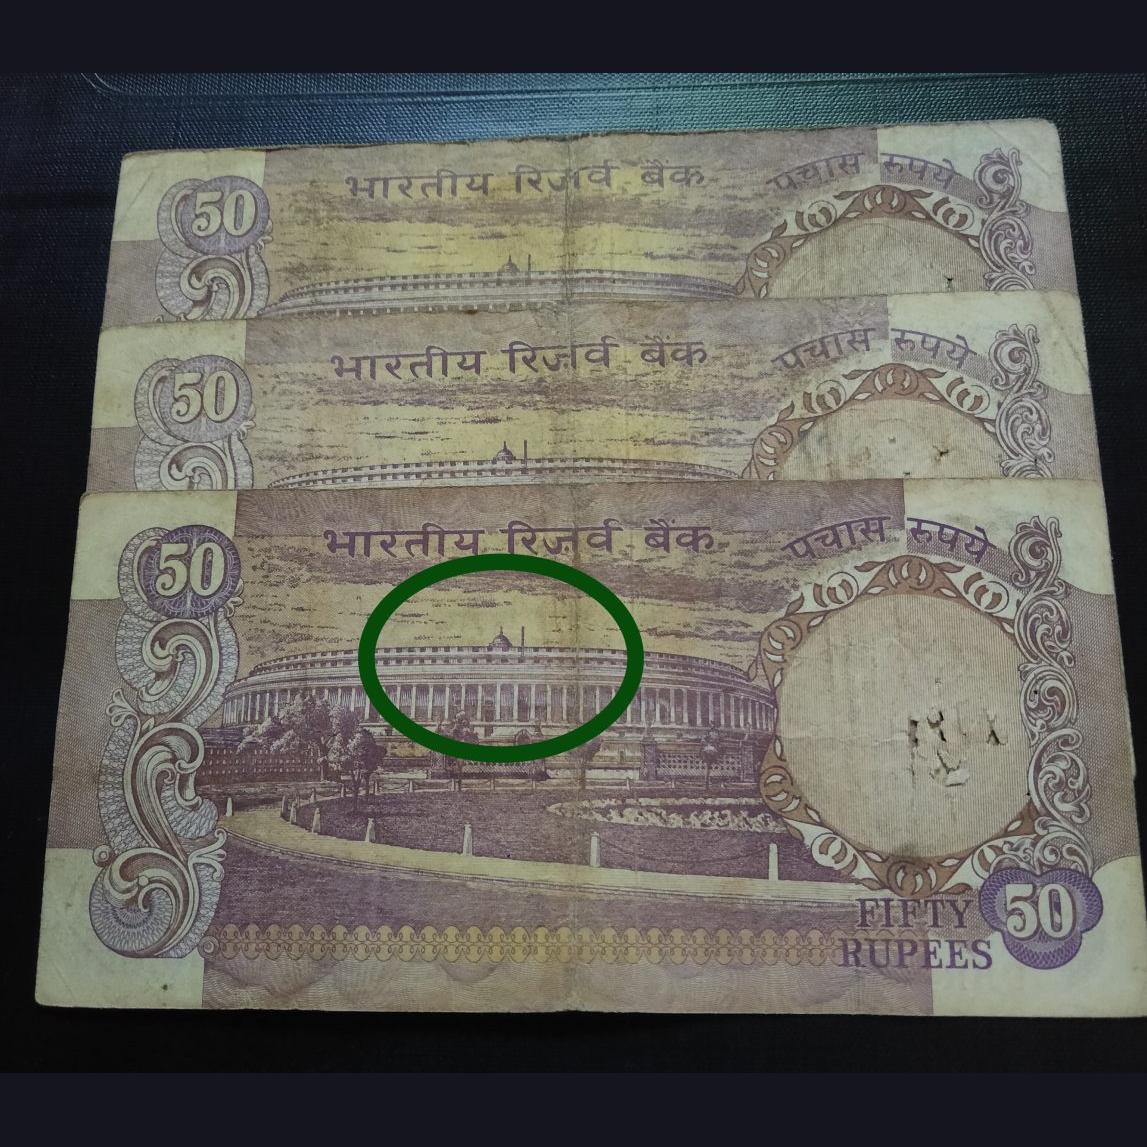 भारतीय रिज़र्व बैंक
पचास रुपये
50
भारतीय रिज़र्व बैंक
पचास रुपये
50
भारतीय रिज़र्व बैंक
पचास रुपये
50
FIFTY
RUPEES
50